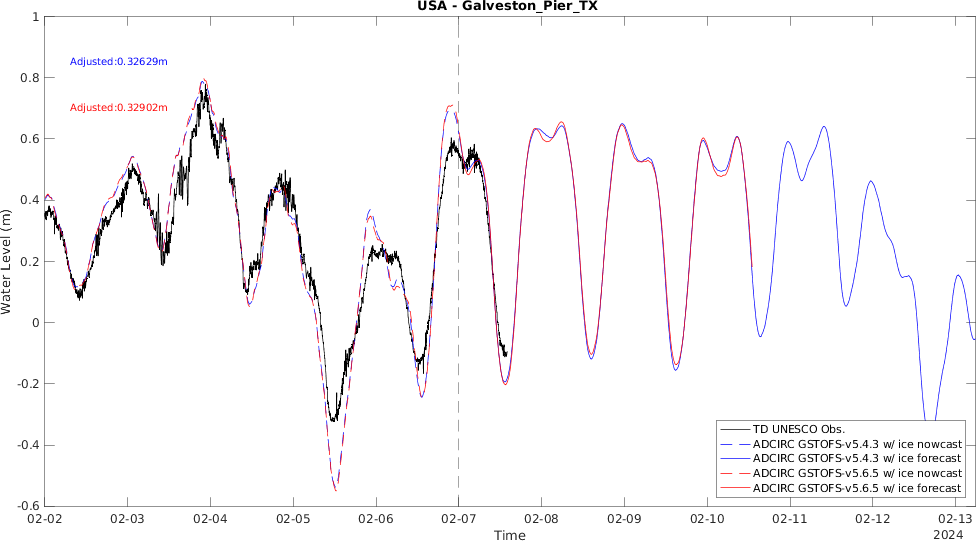 USA - Galveston_Pier_TX
1
0.8
0.6
0.4
0.2
0
-0.2
-0.4
-0.6
Water Level (m)
Adjusted:0.32629m
Adjusted:0.32902m
TD UNESCO Obs.
ADCIRC GSTOFS-v5.4.3 w/ ice nowcast
ADCIRC GSTOFS-v5.4.3 w/ ice forecast
ADCIRC GSTOFS-v5.6.5 w/ ice nowcast
ADCIRC GSTOFS-v5.6.5 w/ ice forecast
02-02 02-03 02-04 02-05 02-06 02-07 02-08 02-09 02-10 02-11 02-12 02-13
Time
2024